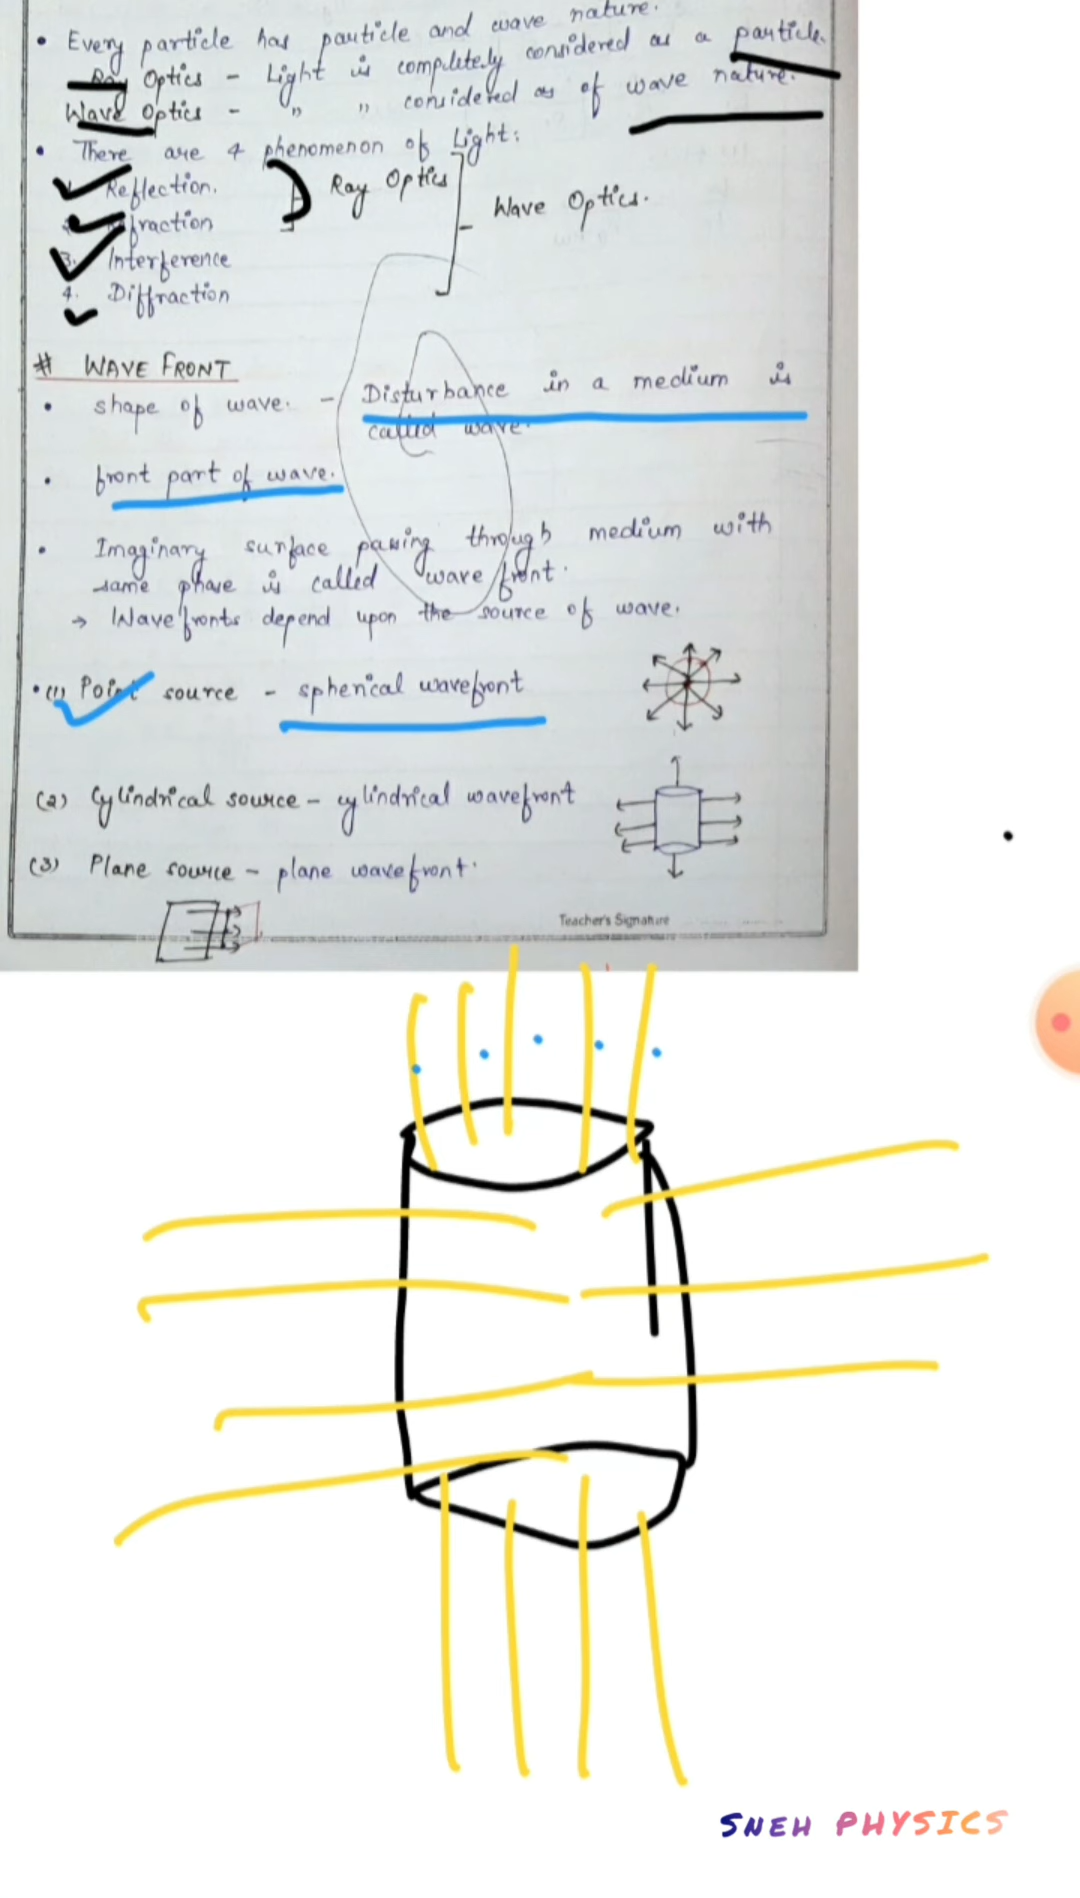 • Every particle has particle and wave nature.
Ray Optics - Light is completely considered as a particle.
Wave Optics - " " considered as of wave nature.
• There are 4 phenomenon of Light:
Reflection.
Refraction
3. Interference
4. Diffraction
Ray Optics
Wave Optics.
# WAVE FRONT
• shape of wave. - Disturbance in a medium is
called wave.
• front part of wave.
• Imaginary surface passing through medium with
same phase is called wave front.
→ Wavefronts depend upon the source of wave.
• (1) Point source - spherical wavefront
(2) Cylindrical source - cylindrical wavefront
(3) Plane source - plane wavefront.
Teacher's Signature
SNEH PHYSICS